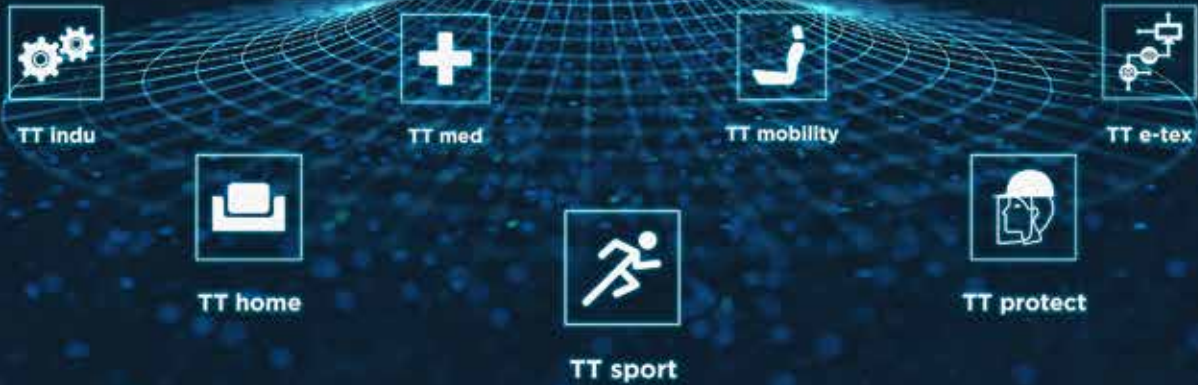 TT indu
TT med
TT mobility
TT e-tex
TT home
TT protect
TT sport